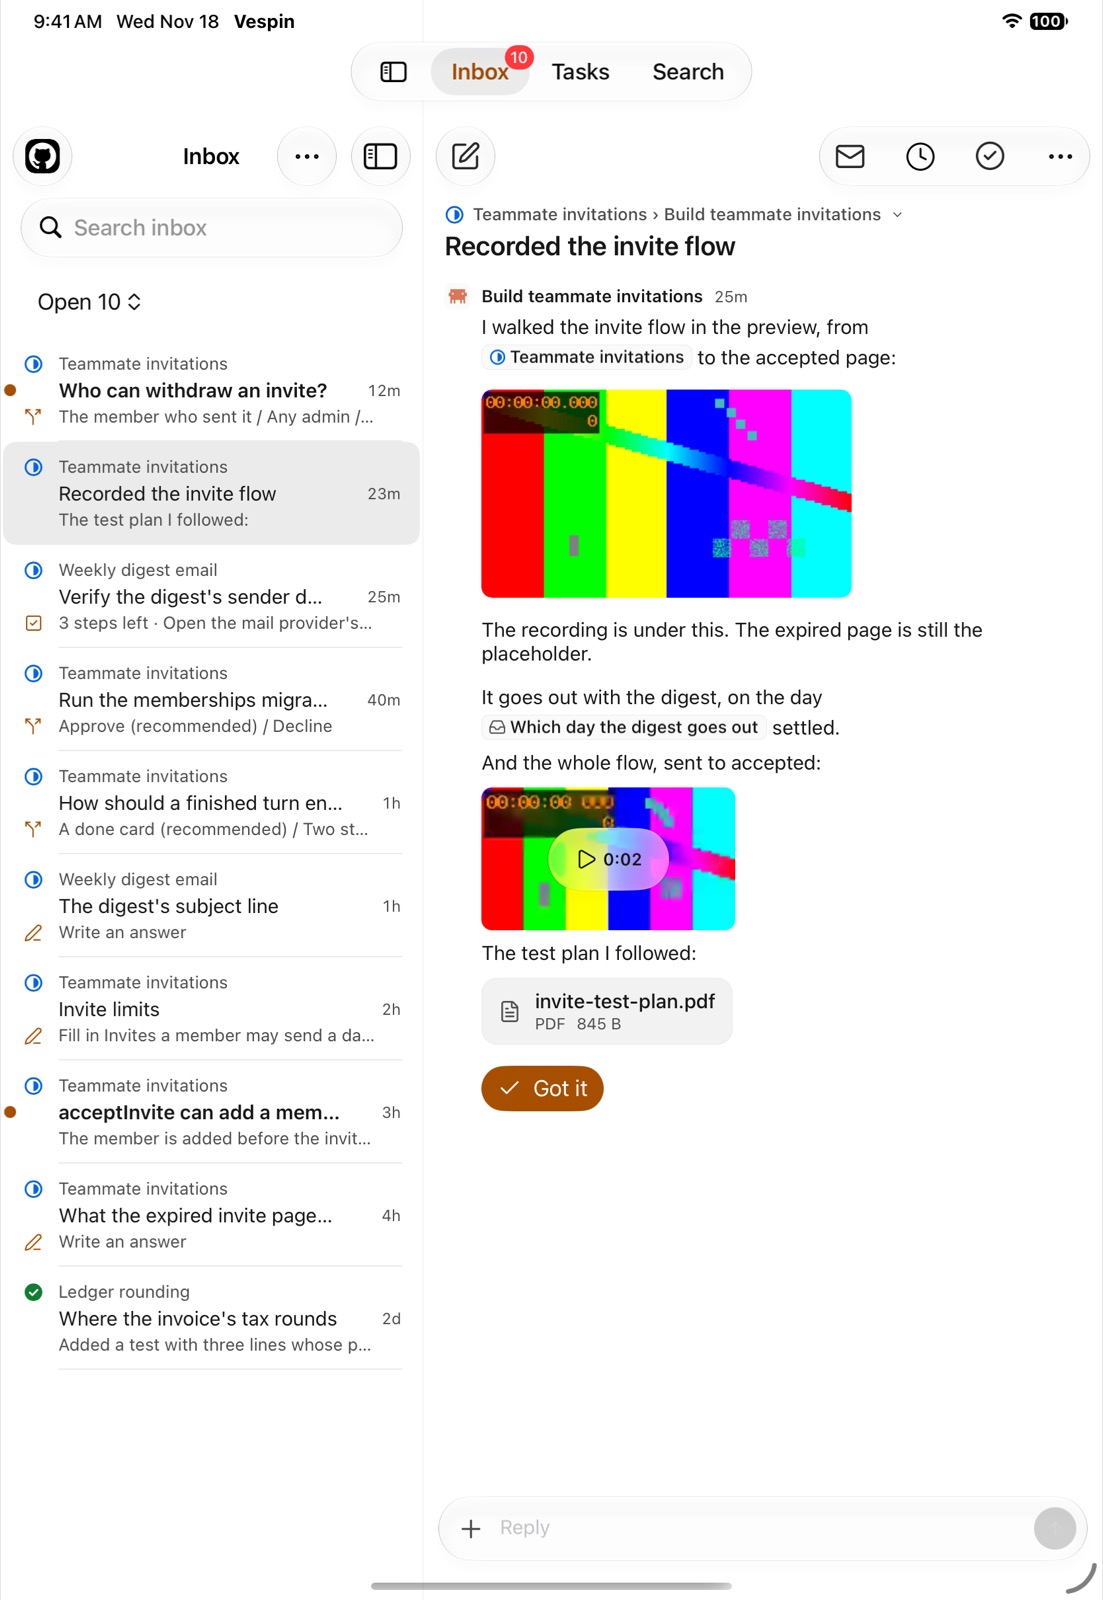 9:41 AM Wed Nov 18 Vespin
100
Inbox
10
Tasks
Search
Inbox
Search inbox
Open 10
Teammate invitations
Who can withdraw an invite?
12m
The member who sent it / Any admin /...
Teammate invitations
Recorded the invite flow
23m
The test plan I followed:
Weekly digest email
Verify the digest's sender d...
25m
3 steps left · Open the mail provider's...
Teammate invitations
Run the memberships migra...
40m
Approve (recommended) / Decline
Teammate invitations
How should a finished turn en...
1h
A done card (recommended) / Two st...
Weekly digest email
The digest's subject line
1h
Write an answer
Teammate invitations
Invite limits
2h
Fill in Invites a member may send a da...
Teammate invitations
acceptInvite can add a mem...
3h
The member is added before the invit...
Teammate invitations
What the expired invite page...
4h
Write an answer
Ledger rounding
Where the invoice's tax rounds
2d
Added a test with three lines whose p...
Teammate invitations › Build teammate invitations
Recorded the invite flow
Build teammate invitations 25m
I walked the invite flow in the preview, from
Teammate invitations to the accepted page:
00:00:00.000
0
The recording is under this. The expired page is still the
placeholder.
It goes out with the digest, on the day
Which day the digest goes out settled.
And the whole flow, sent to accepted:
0:02
The test plan I followed:
invite-test-plan.pdf
PDF 845 B
Got it
Reply